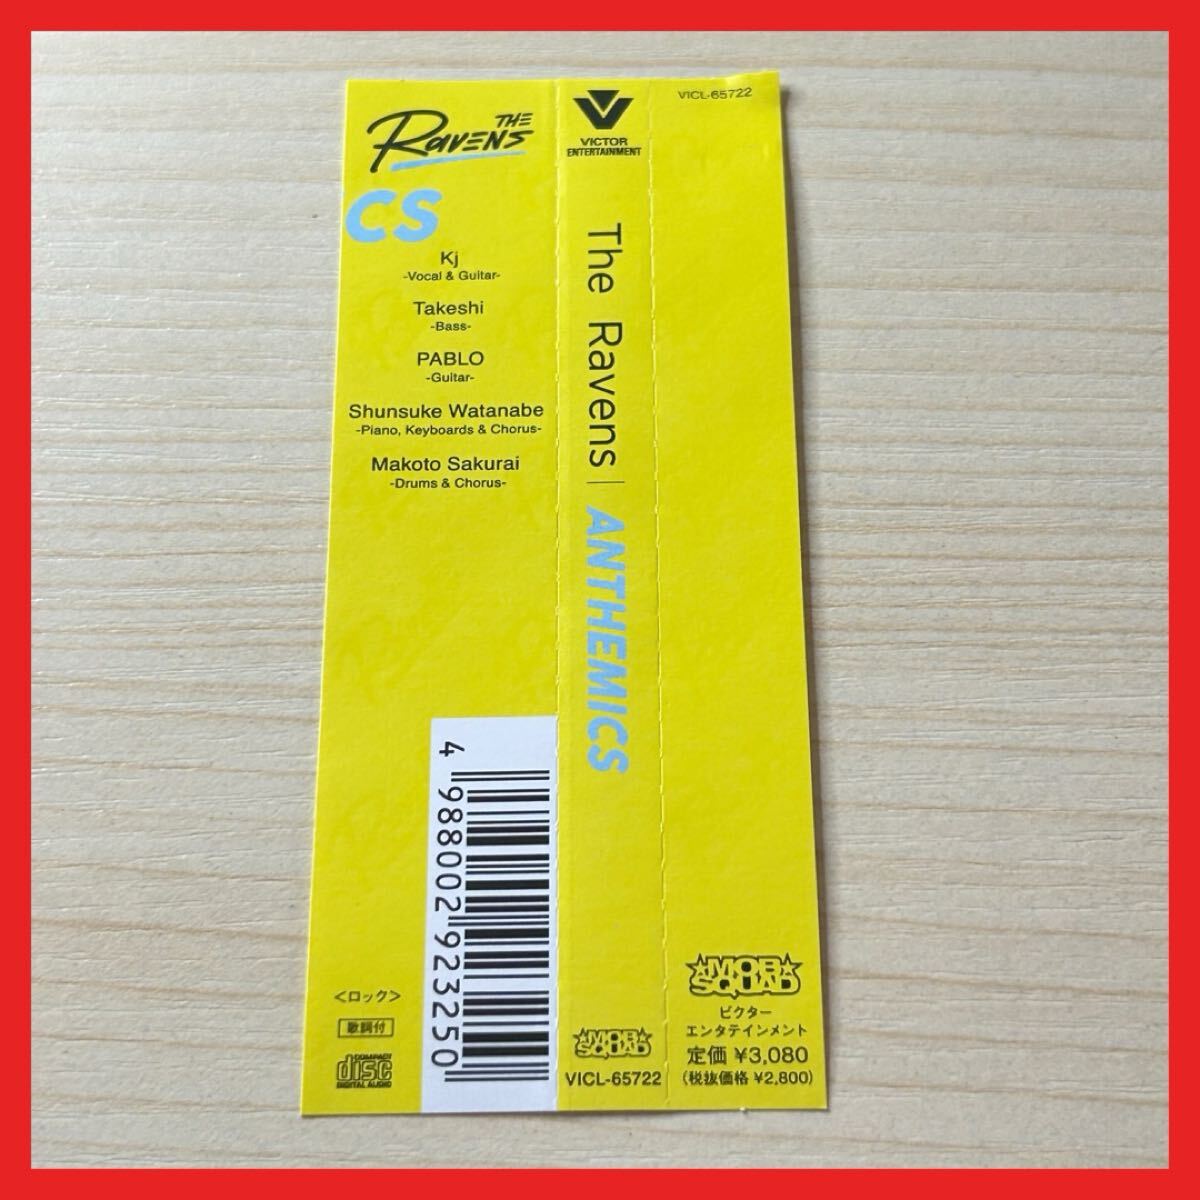 THE
RAVENS
CS
Kj
-Vocal & Guitar-
Takeshi
-Bass-
PABLO
-Guitar-
Shunsuke Watanabe
-Piano, Keyboards & Chorus-
Makoto Sakurai
-Drums & Chorus-
4 988002 923250
<ロック>
歌詞付
COMPACT
disc
DIGITAL AUDIO
VICTOR
ENTERTAINMENT
The Ravens | ANTHEMICS
MOB
SQUAD
VICL-65722
VICL-65722
MOB
SQUAD
ビクター
エンタテインメント
定価 ¥3,080
(税抜価格 ¥2,800)